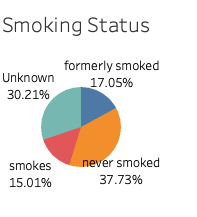 Smoking Status
formerly smoked
17.05%
Unknown
30.21%
never smoked
37.73%
smokes
15.01%